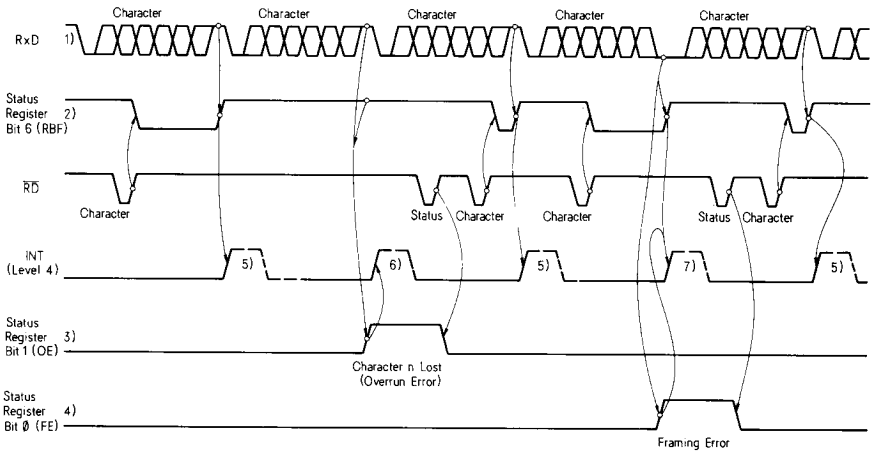 Character Character Character Character Character
RxD 1)
Status
Register 2)
Bit 6 (RBF)
RD
Character Status Character Character Status Character
INT
(Level 4)
5) 6) 5) 7) 5)
Status
Register 3)
Bit 1 (OE)
Character n Lost
(Overrun Error)
Status
Register 4)
Bit Ø (FE)
Framing Error